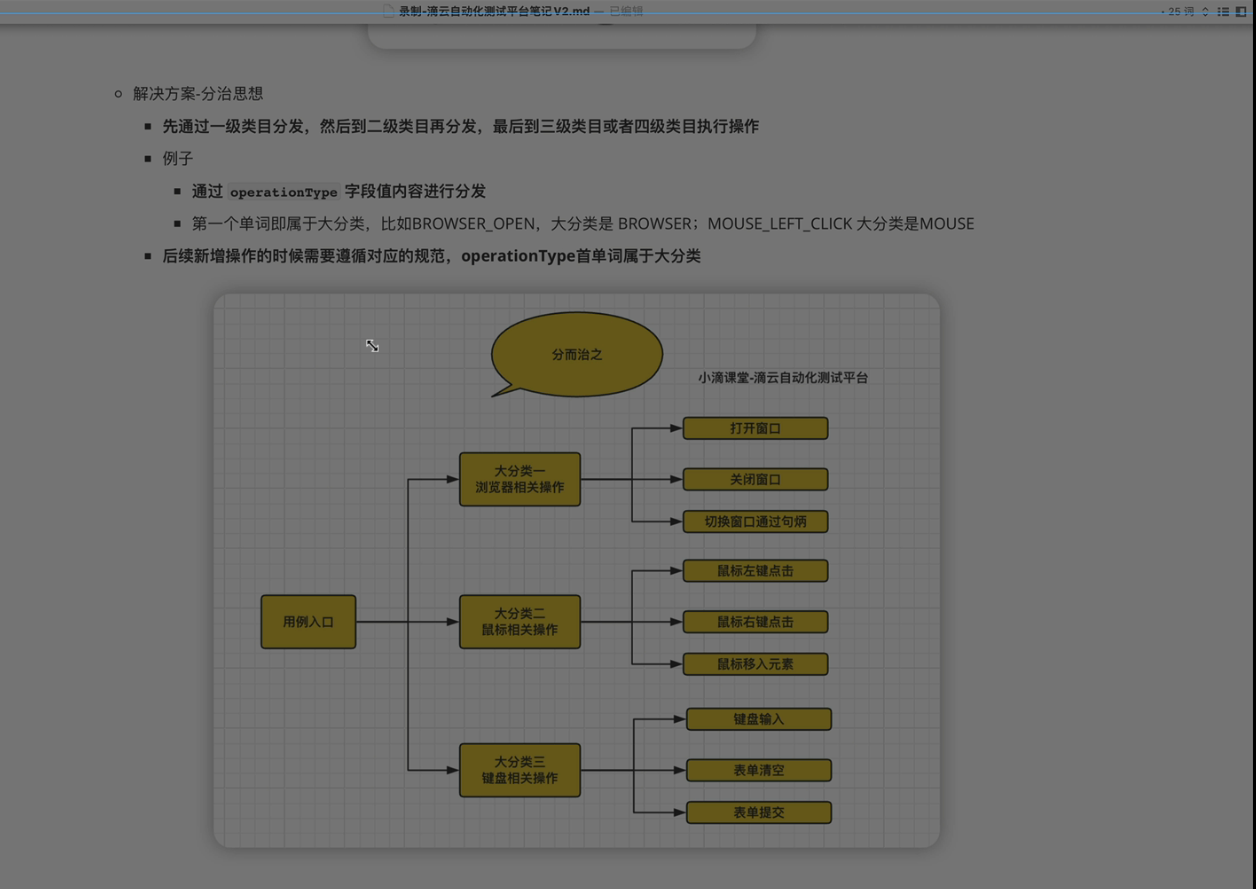 录制-滴云自动化测试平台笔记V2.md — 已编辑
25 词
解决方案-分治思想
先通过一级类目分发，然后到二级类目再分发，最后到三级类目或者四级类目执行操作
例子
通过 operationType 字段值内容进行分发
第一个单词即属于大分类，比如BROWSER_OPEN，大分类是 BROWSER；MOUSE_LEFT_CLICK 大分类是MOUSE
后续新增操作的时候需要遵循对应的规范，operationType首单词属于大分类
分而治之
小滴课堂-滴云自动化测试平台
用例入口
大分类一
浏览器相关操作
打开窗口
关闭窗口
切换窗口通过句炳
大分类二
鼠标相关操作
鼠标左键点击
鼠标右键点击
鼠标移入元素
大分类三
键盘相关操作
键盘输入
表单清空
表单提交